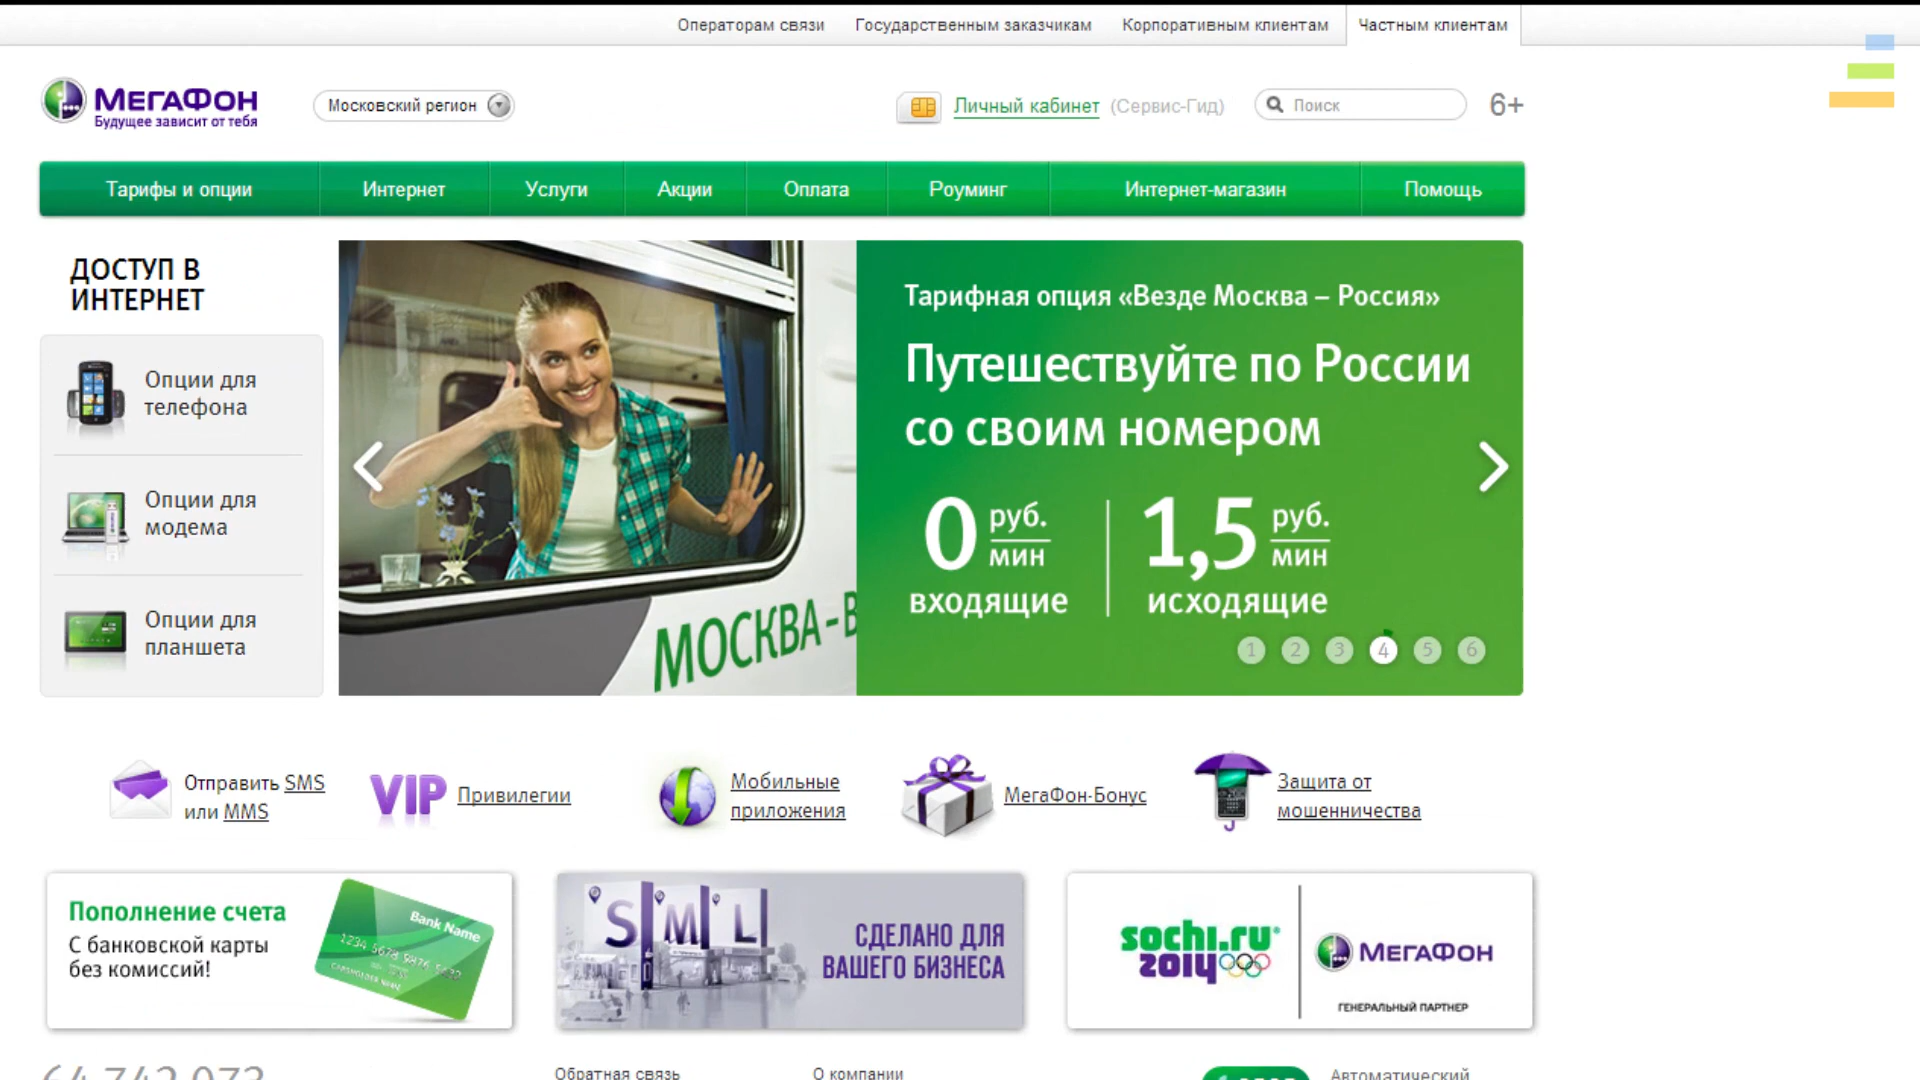 Операторам связи
Государственным заказчикам
Корпоративным клиентам
Частным клиентам
МЕГАФОН
Будущее зависит от тебя
Московский регион
Личный кабинет (Сервис-Гид)
Поиск
6+
Тарифы и опции
Интернет
Услуги
Акции
Оплата
Роуминг
Интернет-магазин
Помощь
ДОСТУП В
ИНТЕРНЕТ
Опции для
телефона
Опции для
модема
Опции для
планшета
МОСКВА-В
Тарифная опция «Везде Москва – Россия»
Путешествуйте по России
со своим номером
0 руб.
мин
входящие
1,5 руб.
мин
исходящие
1 2 3 4 5 6
Отправить SMS
или MMS
VIP
Привилегии
Мобильные
приложения
МегаФон-Бонус
Защита от
мошенничества
Пополнение счета
С банковской карты
без комиссий!
Bank Name
SML
СДЕЛАНО ДЛЯ
ВАШЕГО БИЗНЕСА
sochi.ru
2014
МЕГАФОН
ГЕНЕРАЛЬНЫЙ ПАРТНЕР
Обратная связь
О компании
Автоматический